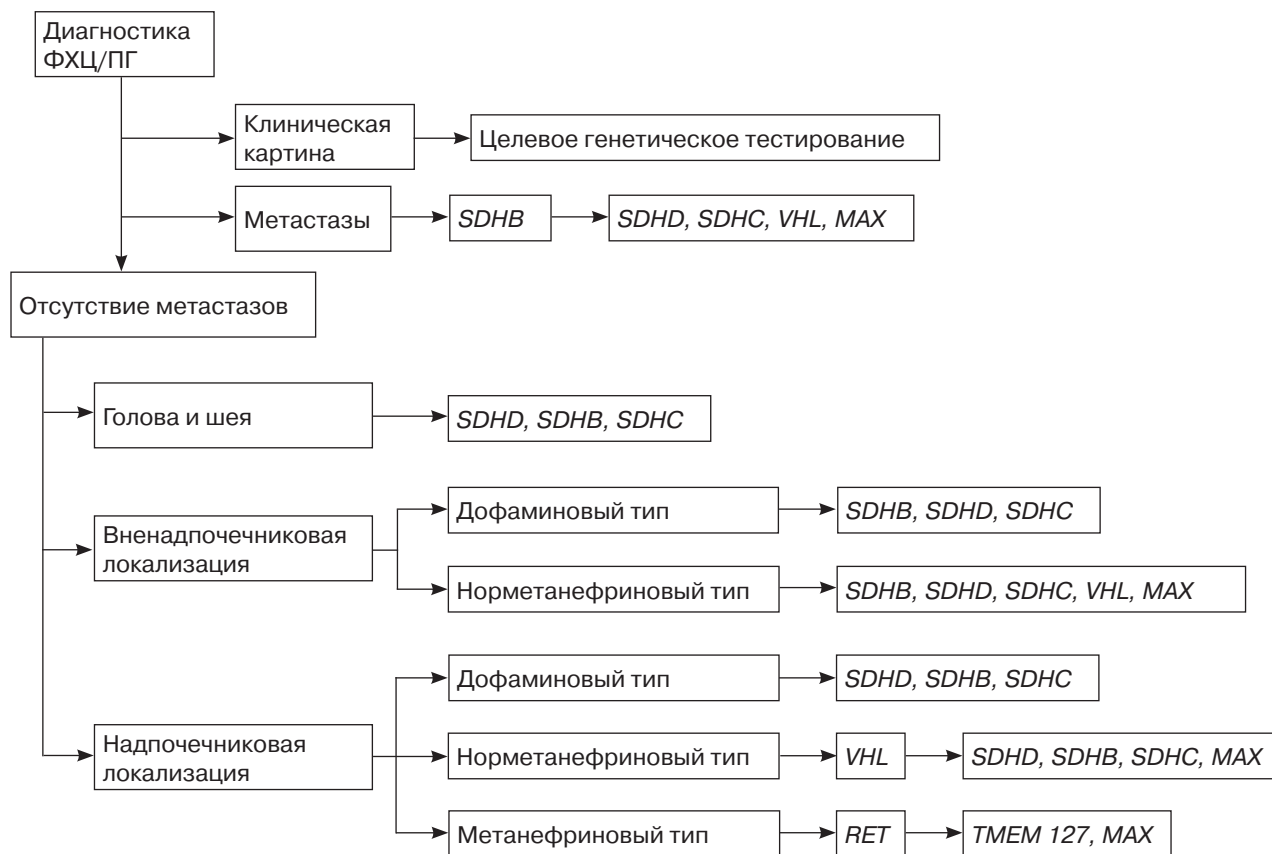 Диагностика
ФХЦ/ПГ
Клиническая
картина
Целевое генетическое тестирование
Метастазы
SDHB
SDHD, SDHC, VHL, MAX
Отсутствие метастазов
Голова и шея
SDHD, SDHB, SDHC
Вненадпочечниковая
локализация
Дофаминовый тип
SDHB, SDHD, SDHC
Норметанефриновый тип
SDHB, SDHD, SDHC, VHL, MAX
Надпочечниковая
локализация
Дофаминовый тип
SDHD, SDHB, SDHC
Норметанефриновый тип
VHL
SDHD, SDHB, SDHC, MAX
Метанефриновый тип
RET
TMEM 127, MAX